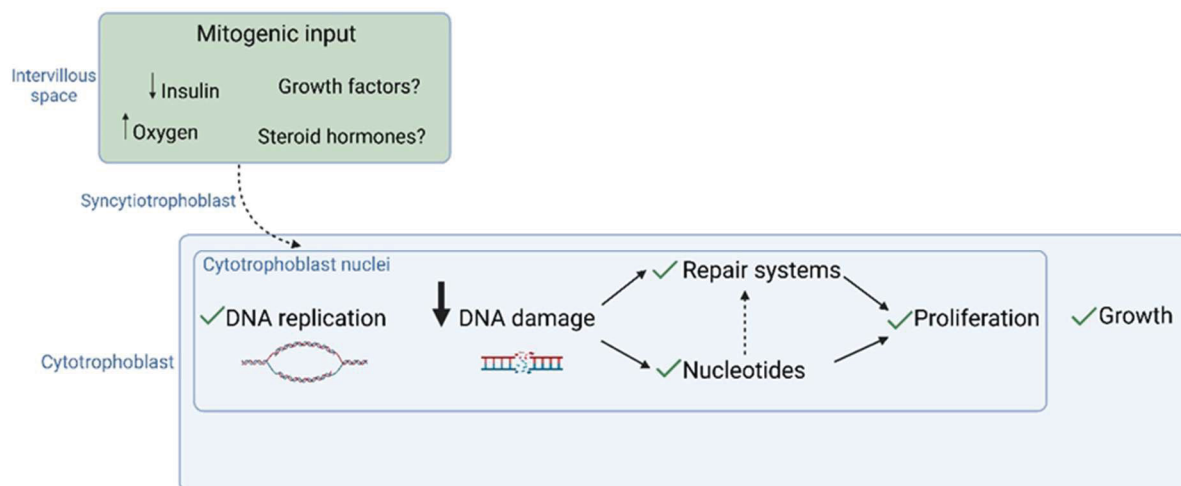 Mitogenic input
Intervillous
space
↓ Insulin
Growth factors?
↑ Oxygen
Steroid hormones?
Syncytiotrophoblast
Cytotrophoblast nuclei
✓ Repair systems
✓ DNA replication
↓ DNA damage
✓ Proliferation
✓ Growth
Cytotrophoblast
✓ Nucleotides